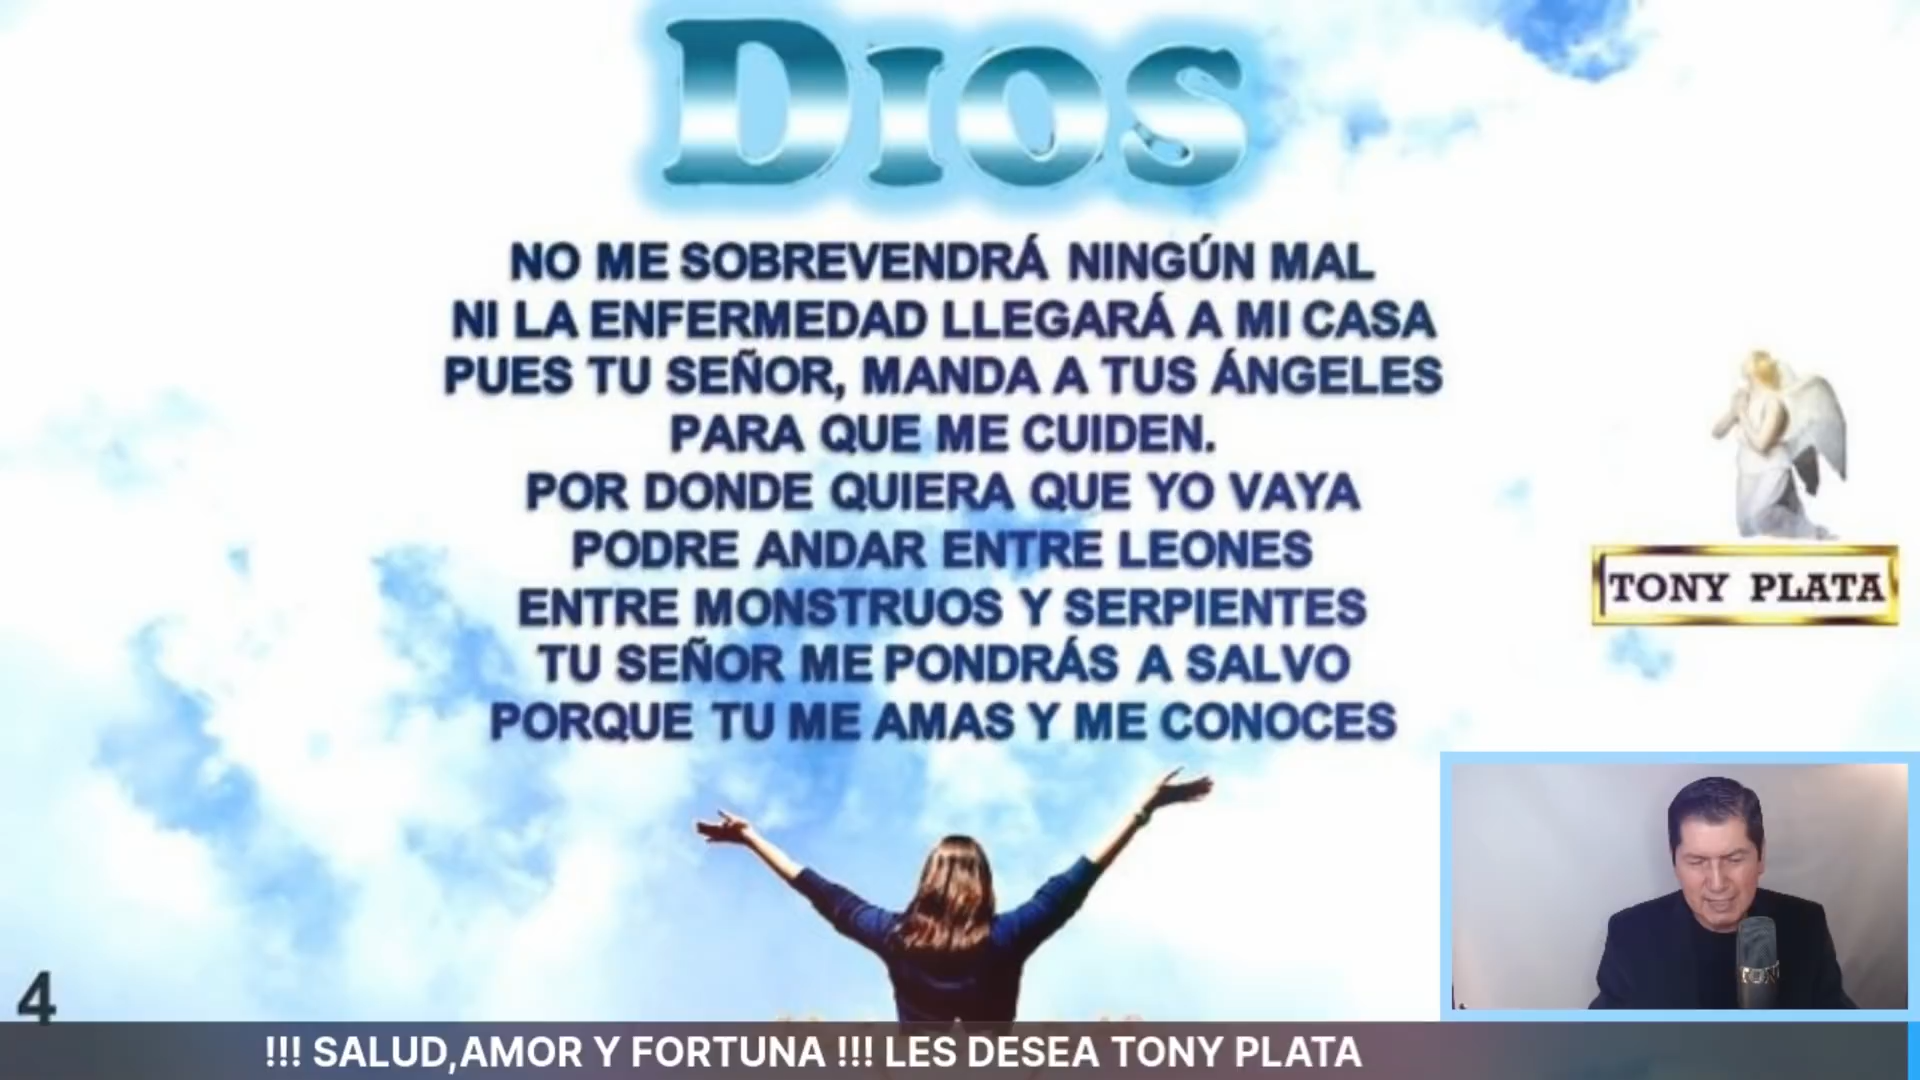 DIOS
NO ME SOBREVENDRÁ NINGÚN MAL
NI LA ENFERMEDAD LLEGARÁ A MI CASA
PUES TU SEÑOR, MANDA A TUS ÁNGELES
PARA QUE ME CUIDEN.
POR DONDE QUIERA QUE YO VAYA
PODRE ANDAR ENTRE LEONES
ENTRE MONSTRUOS Y SERPIENTES
TU SEÑOR ME PONDRÁS A SALVO
PORQUE TU ME AMAS Y ME CONOCES
TONY PLATA
4
!!! SALUD,AMOR Y FORTUNA !!! LES DESEA TONY PLATA